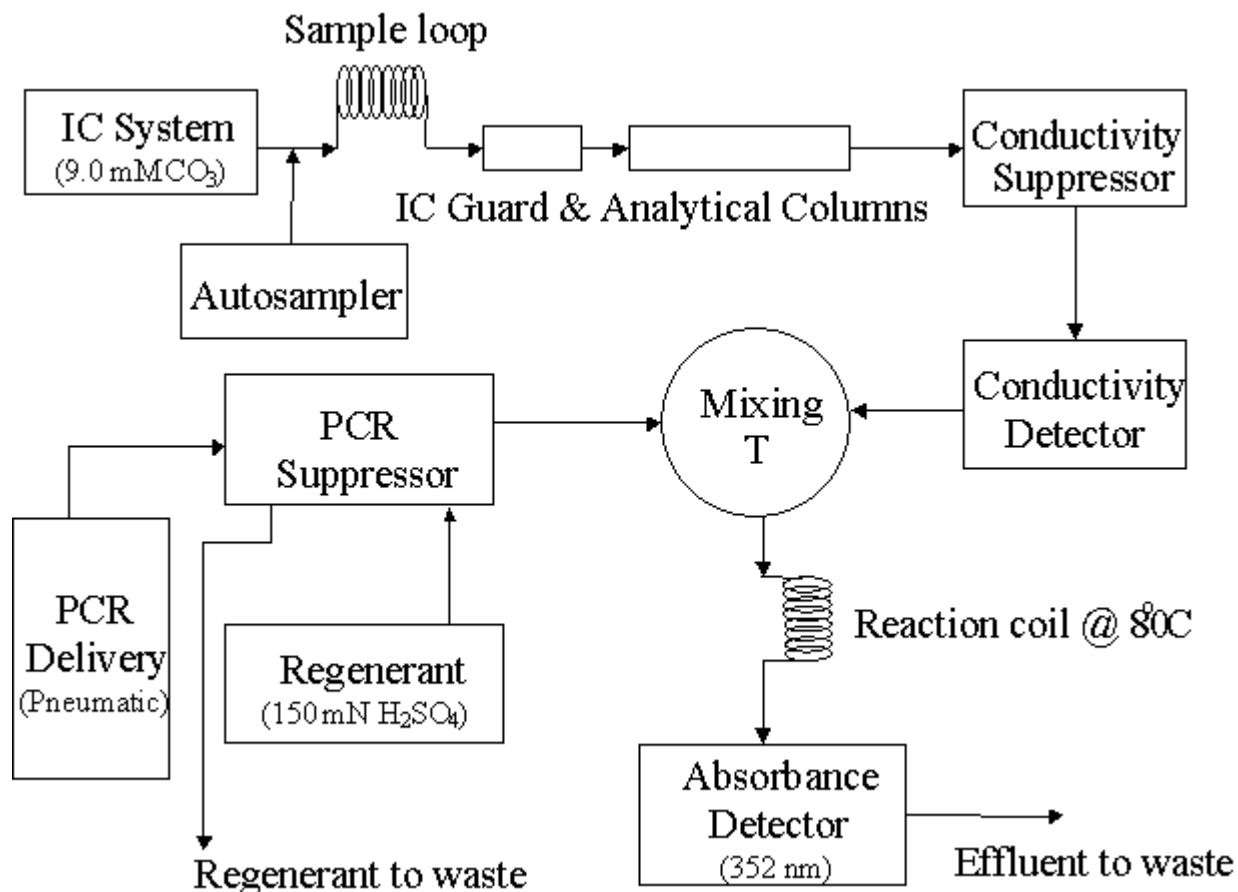 Sample loop
IC System
(9.0 mMCO₃)
Conductivity
Suppressor
IC Guard & Analytical Columns
Autosampler
PCR
Suppressor
Mixing
T
Conductivity
Detector
PCR
Delivery
(Pneumatic)
Regenerant
(150 mN H₂SO₄)
Reaction coil @ 80°C
Absorbance
Detector
(352 nm)
Regenerant to waste
Effluent to waste